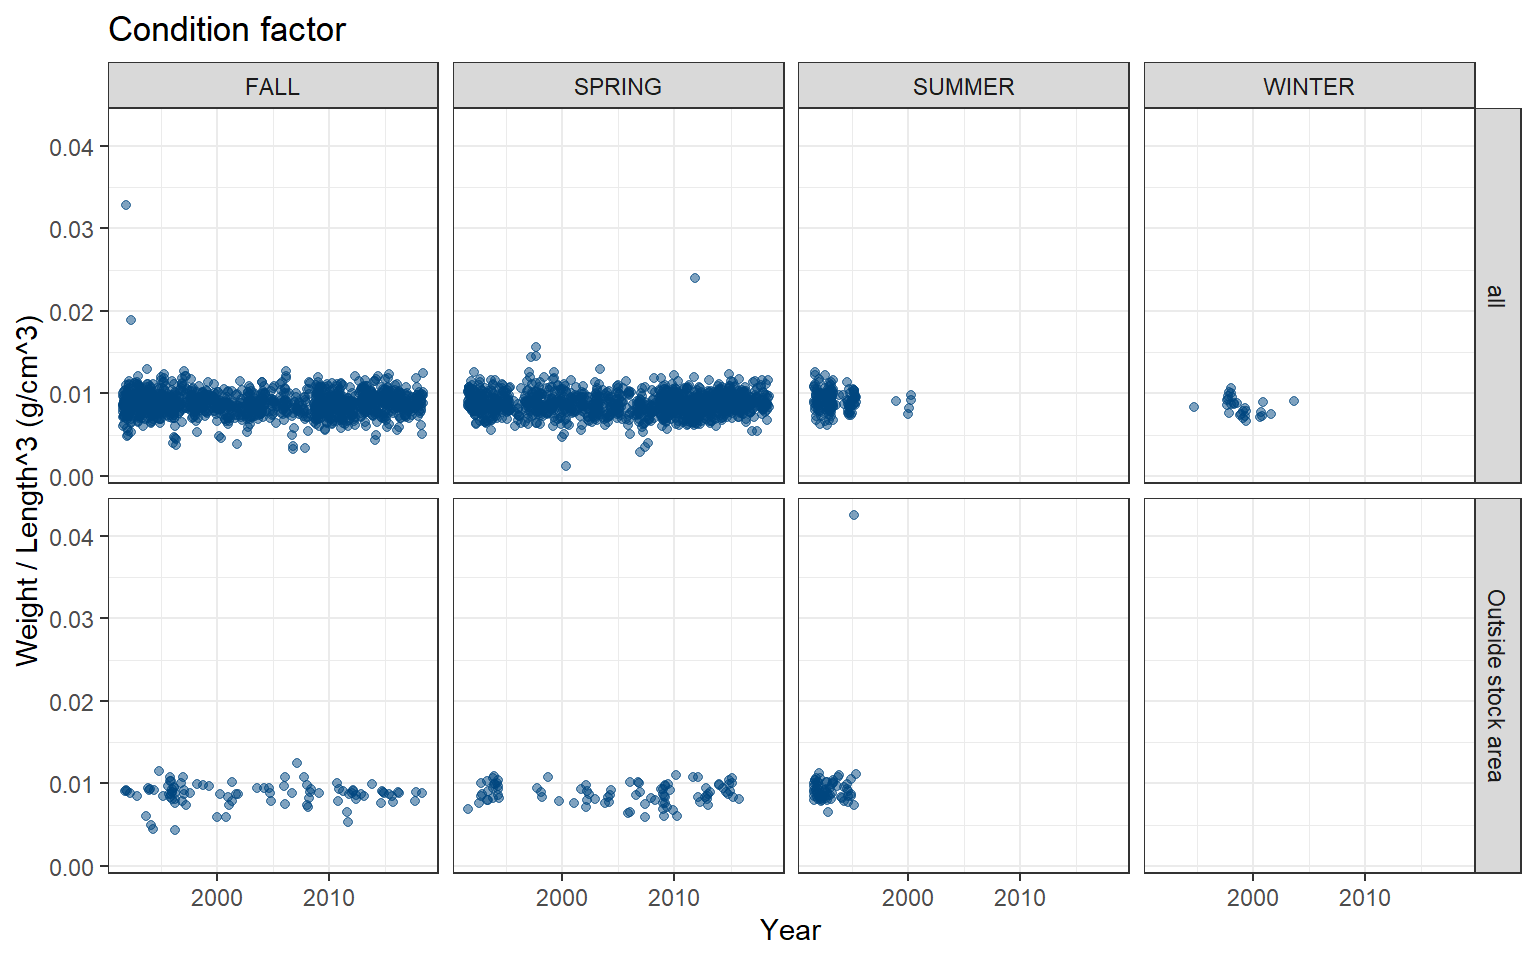 Condition factor
FALL SPRING SUMMER WINTER
0.04
0.03
0.02
0.01
0.00
all
0.04
0.03
0.02
0.01
0.00
Outside stock area
Weight / Length^3 (g/cm^3)
2000 2010 2000 2010 2000 2010 2000 2010
Year